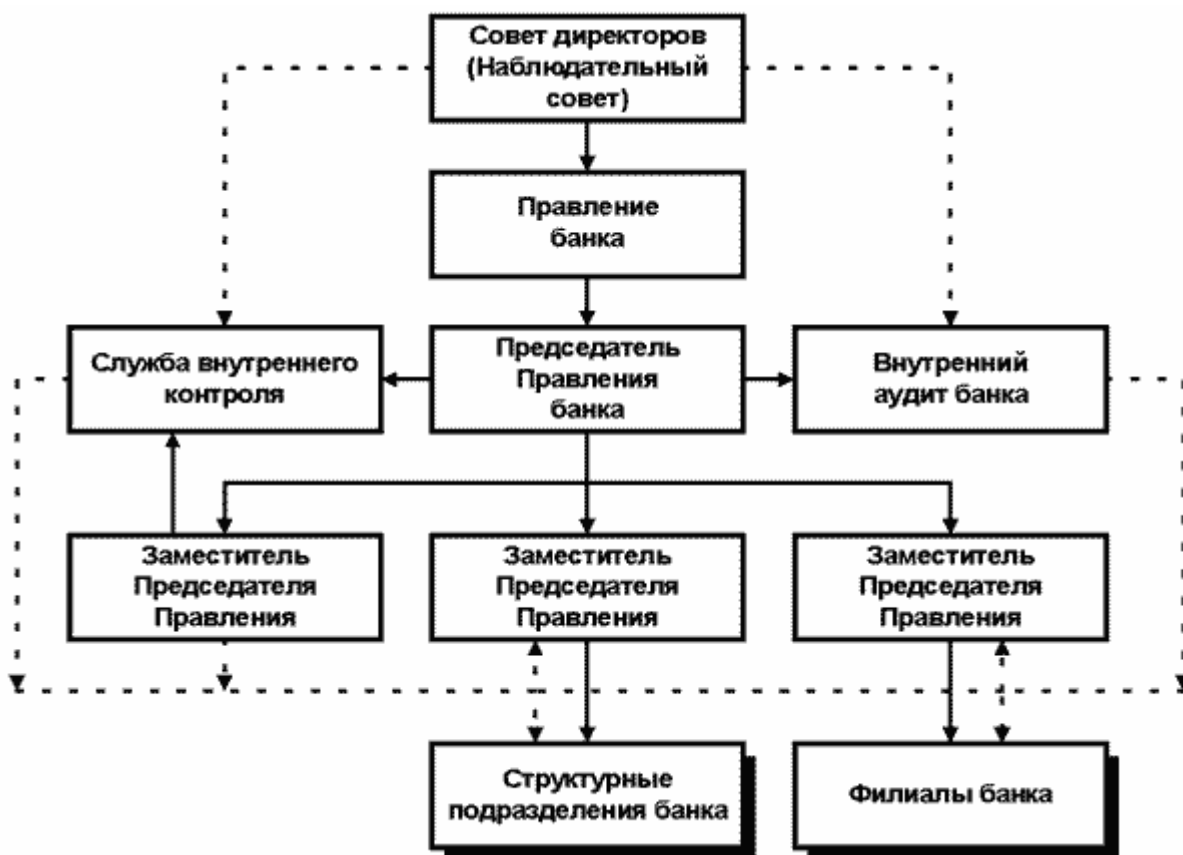 Совет директоров
(Наблюдательный
совет)
Правление
банка
Служба внутреннего
контроля
Председатель
Правления
банка
Внутренний
аудит банка
Заместитель
Председателя
Правления
Заместитель
Председателя
Правления
Заместитель
Председателя
Правления
Структурные
подразделения банка
Филиалы банка